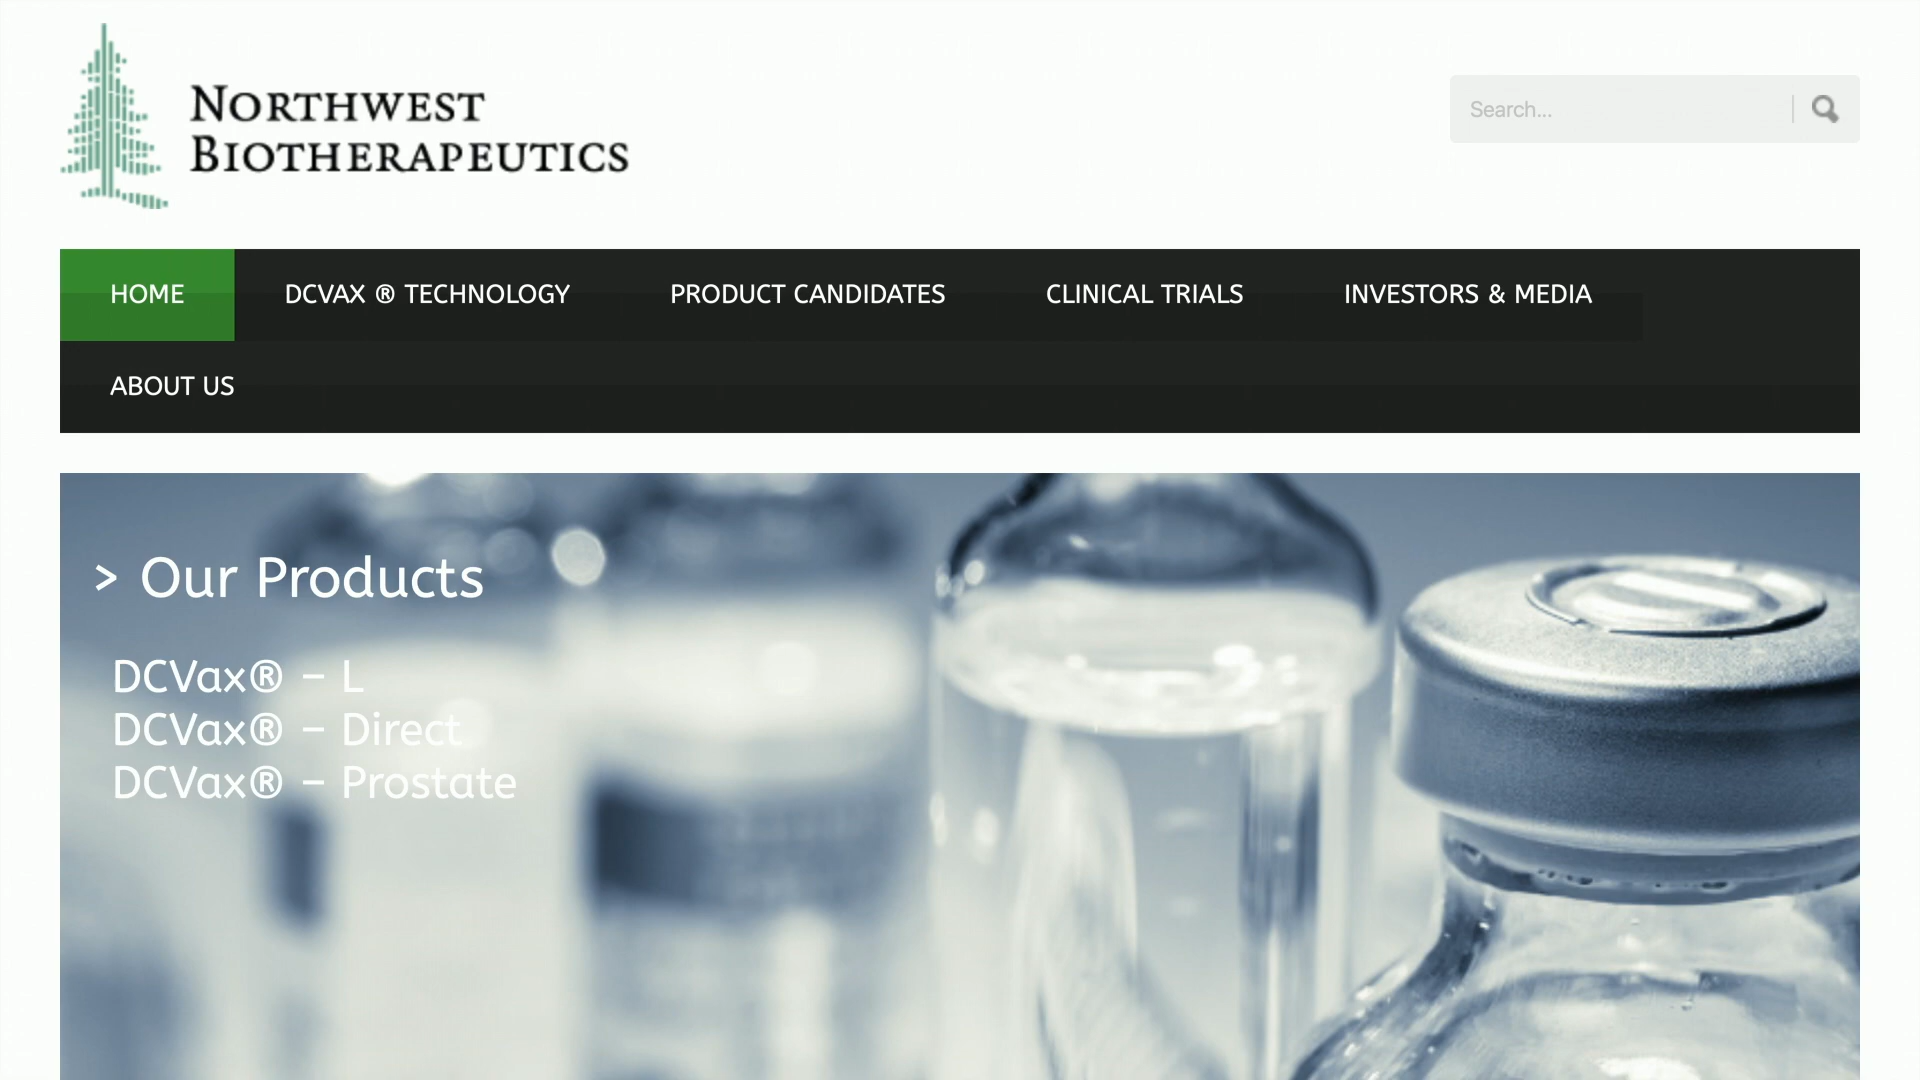 NORTHWEST
BIOTHERAPEUTICS
Search...
HOME
DCVAX ® TECHNOLOGY
PRODUCT CANDIDATES
CLINICAL TRIALS
INVESTORS & MEDIA
ABOUT US
> Our Products
DCVax® – L
DCVax® – Direct
DCVax® – Prostate